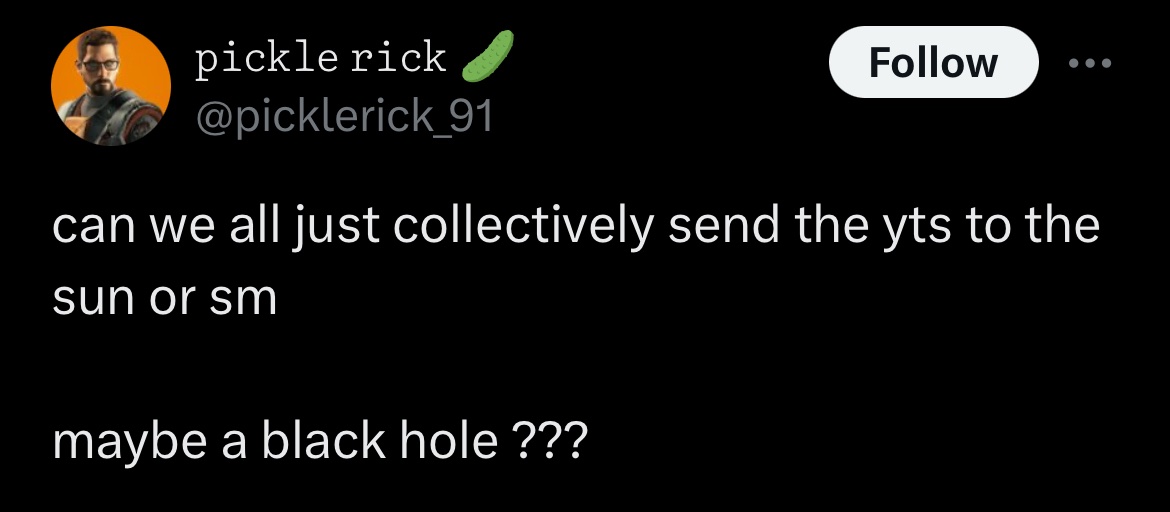 pickle rick 🥒
@picklerick_91
Follow
can we all just collectively send the yts to the
sun or sm
maybe a black hole ???